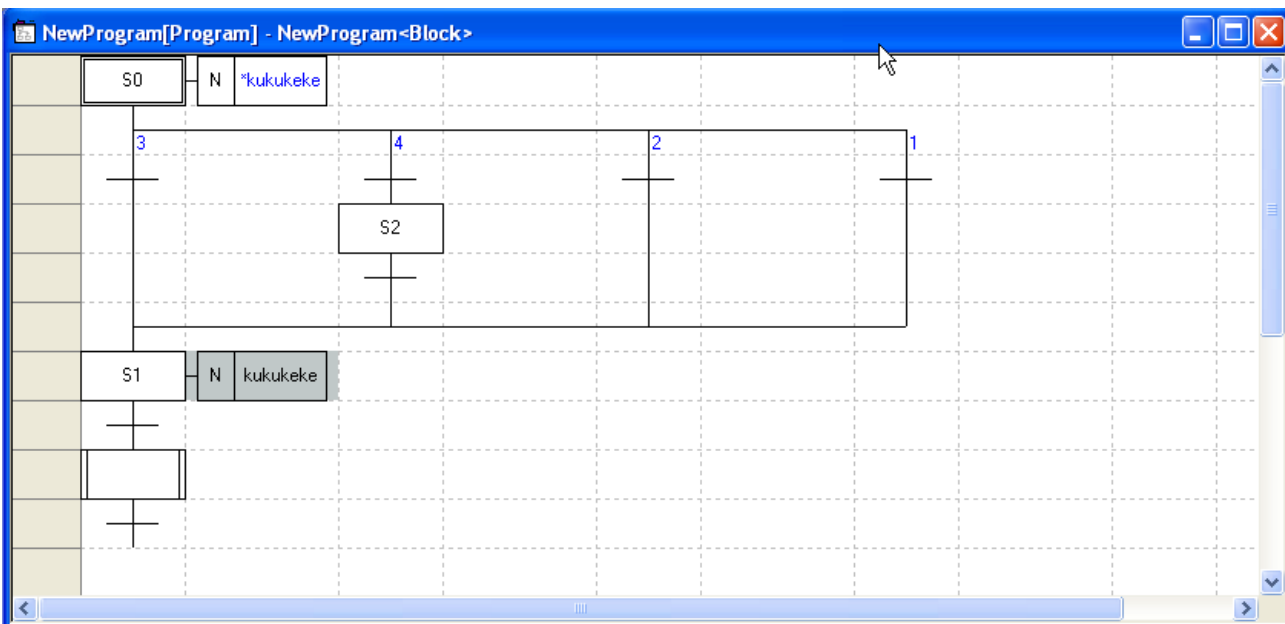 NewProgram[Program] - NewProgram<Block>
S0 N *kukukeke
3 4 2 1
S2
S1 N kukukeke